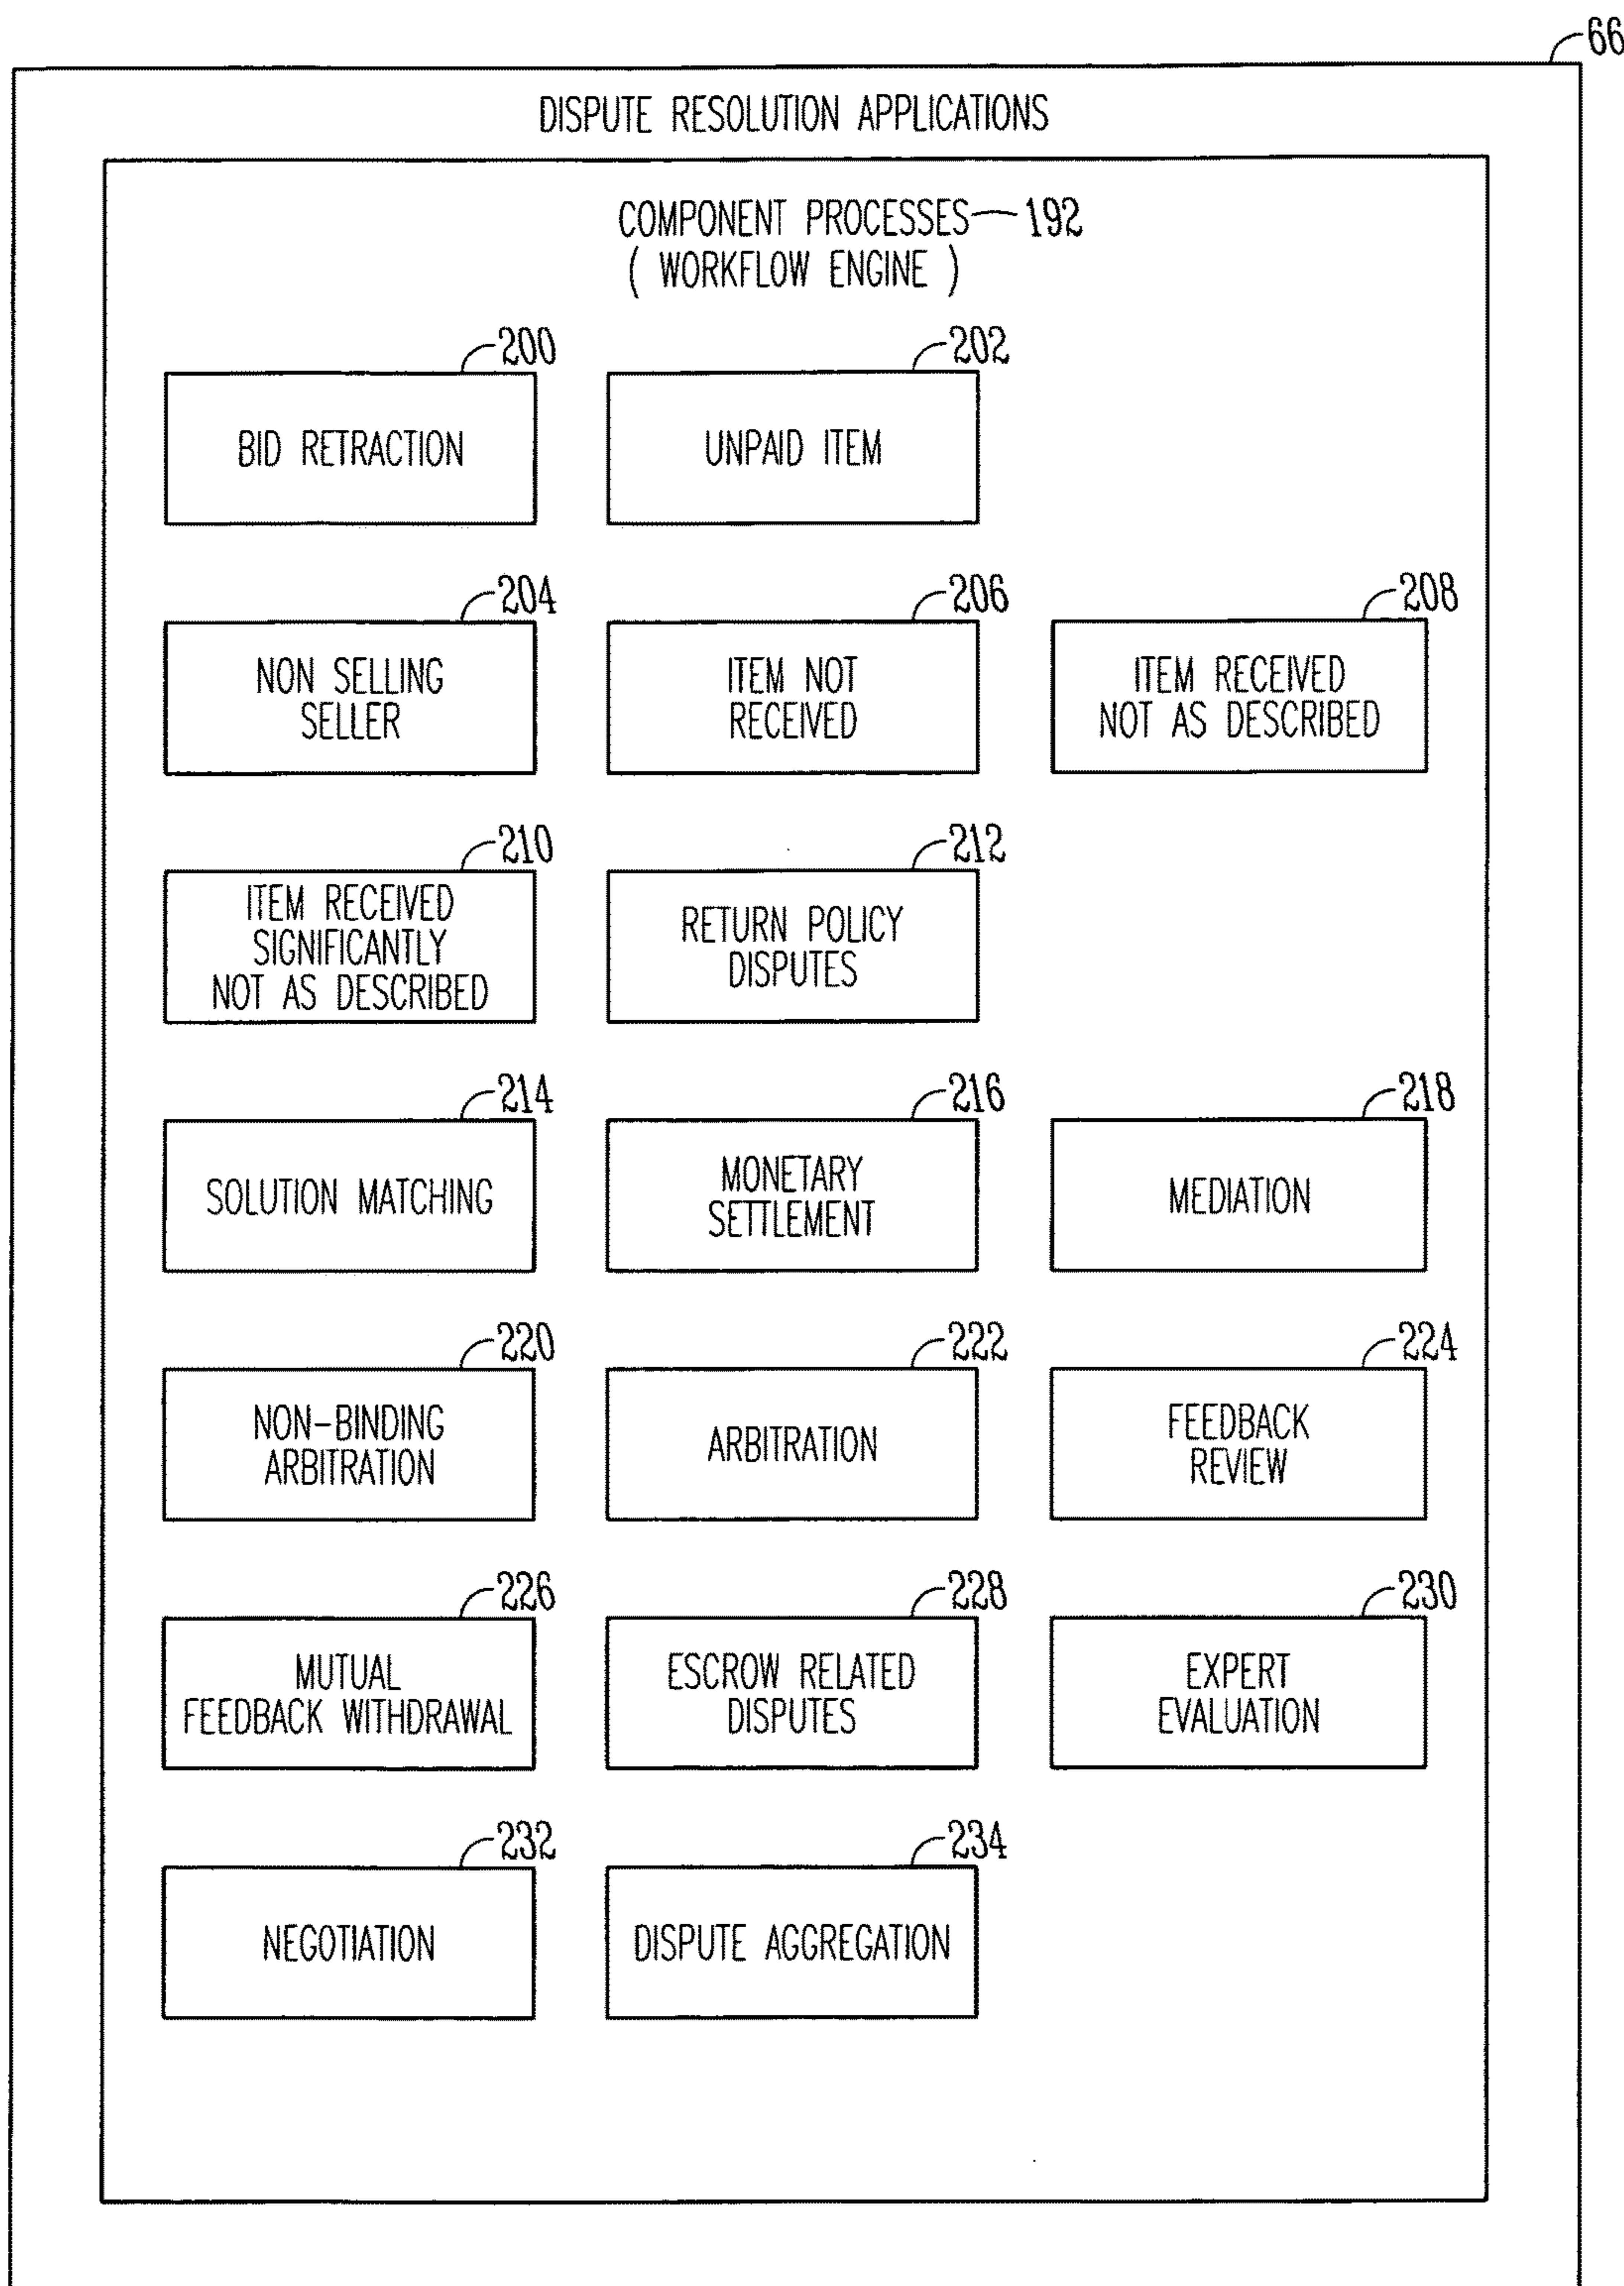 66
DISPUTE RESOLUTION APPLICATIONS
COMPONENT PROCESSES 192
( WORKFLOW ENGINE )
200
BID RETRACTION
202
UNPAID ITEM
204
NON SELLING
SELLER
206
ITEM NOT
RECEIVED
208
ITEM RECEIVED
NOT AS DESCRIBED
210
ITEM RECEIVED
SIGNIFICANTLY
NOT AS DESCRIBED
212
RETURN POLICY
DISPUTES
214
SOLUTION MATCHING
216
MONETARY
SETTLEMENT
218
MEDIATION
220
NON-BINDING
ARBITRATION
222
ARBITRATION
224
FEEDBACK
REVIEW
226
MUTUAL
FEEDBACK WITHDRAWAL
228
ESCROW RELATED
DISPUTES
230
EXPERT
EVALUATION
232
NEGOTIATION
234
DISPUTE AGGREGATION